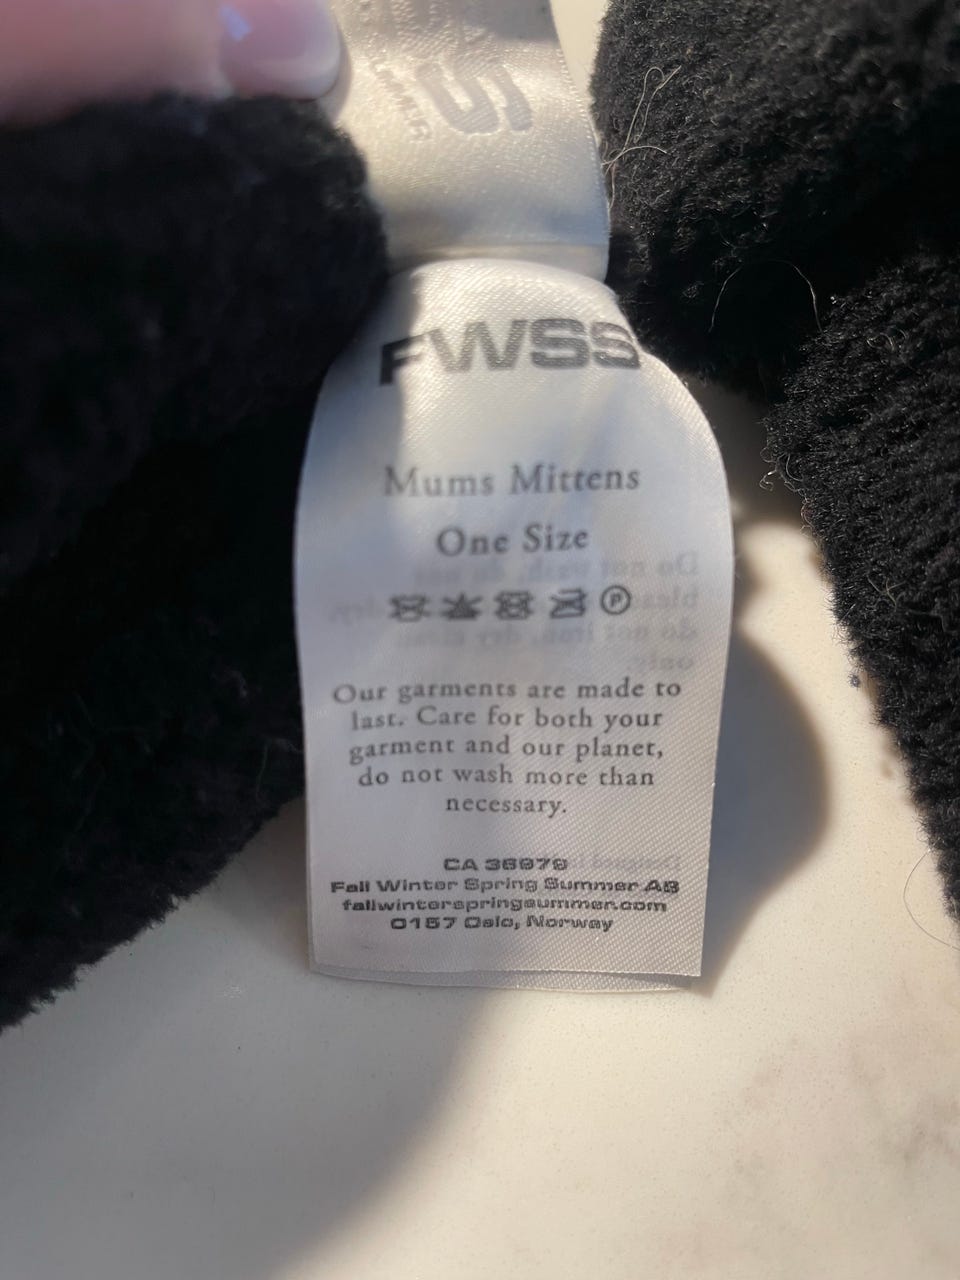 FWSS
Mums Mittens
One Size
P
Our garments are made to
last. Care for both your
garment and our planet,
do not wash more than
necessary.
CA 36979
Fall Winter Spring Summer AB
fallwinterspringsummer.com
0157 Oslo, Norway